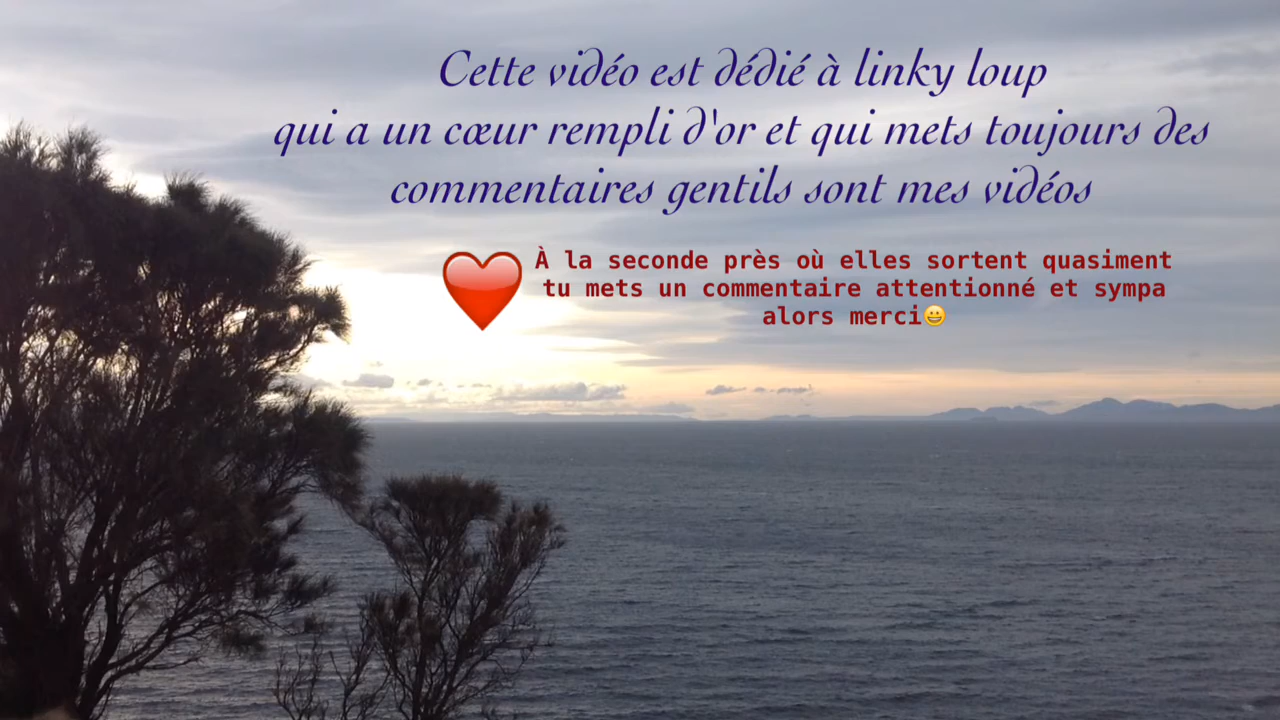 Cette vidéo est dédié à linky loup
qui a un cœur rempli d'or et qui mets toujours des
commentaires gentils sont mes vidéos
À la seconde près où elles sortent quasiment
tu mets un commentaire attentionné et sympa
alors merci😀